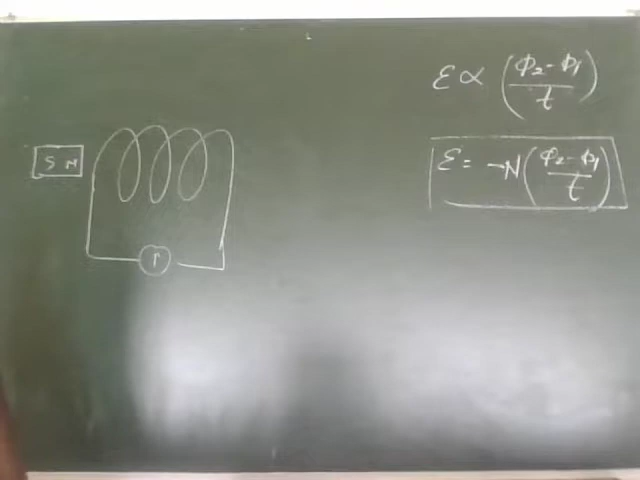 ℰ ∝ (Φ₂ - Φ₁ / t)
S N
ℰ = -N (Φ₂ - Φ₁ / t)